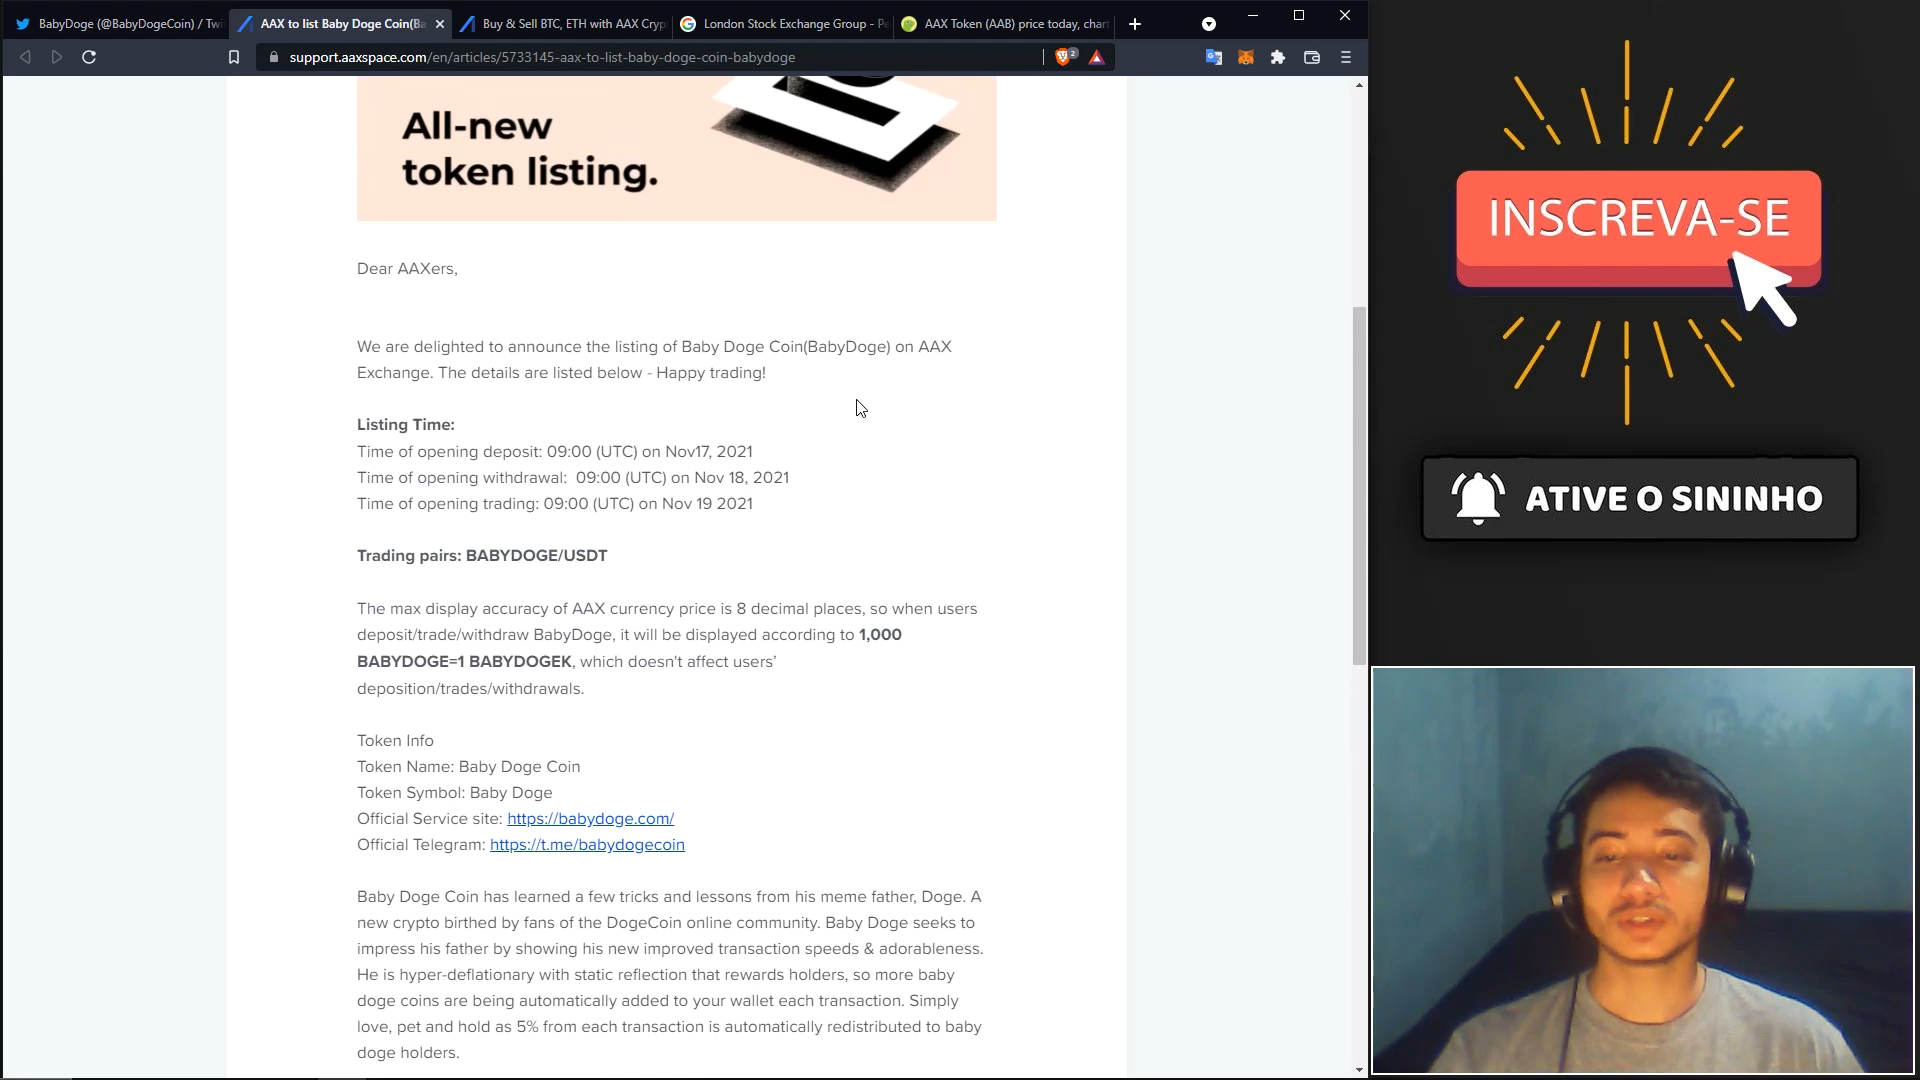 BabyDoge (@BabyDogeCoin) / Twi
AAX to list Baby Doge Coin(Ba
Buy & Sell BTC, ETH with AAX Cryp
London Stock Exchange Group - Pe
AAX Token (AAB) price today, chart
support.aaxspace.com/en/articles/5733145-aax-to-list-baby-doge-coin-babydoge
2
All-new
token listing.
Dear AAXers,
We are delighted to announce the listing of Baby Doge Coin(BabyDoge) on AAX
Exchange. The details are listed below - Happy trading!
Listing Time:
Time of opening deposit: 09:00 (UTC) on Nov17, 2021
Time of opening withdrawal:  09:00 (UTC) on Nov 18, 2021
Time of opening trading: 09:00 (UTC) on Nov 19 2021
Trading pairs: BABYDOGE/USDT
The max display accuracy of AAX currency price is 8 decimal places, so when users
deposit/trade/withdraw BabyDoge, it will be displayed according to 1,000
BABYDOGE=1 BABYDOGEK, which doesn't affect users'
deposition/trades/withdrawals.
Token Info
Token Name: Baby Doge Coin
Token Symbol: Baby Doge
Official Service site: https://babydoge.com/
Official Telegram: https://t.me/babydogecoin
Baby Doge Coin has learned a few tricks and lessons from his meme father, Doge. A
new crypto birthed by fans of the DogeCoin online community. Baby Doge seeks to
impress his father by showing his new improved transaction speeds & adorableness.
He is hyper-deflationary with static reflection that rewards holders, so more baby
doge coins are being automatically added to your wallet each transaction. Simply
love, pet and hold as 5% from each transaction is automatically redistributed to baby
doge holders.
INSCREVA-SE
ATIVE O SININHO